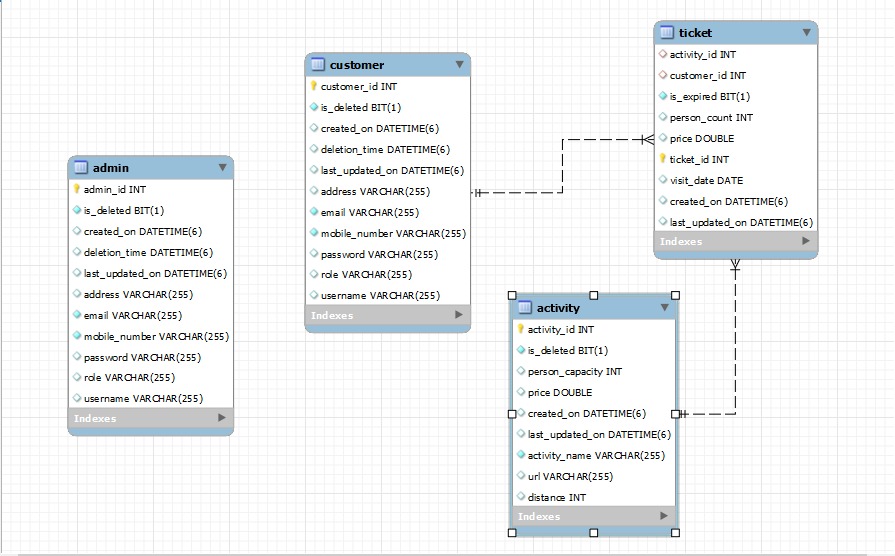 admin
admin_id INT
is_deleted BIT(1)
created_on DATETIME(6)
deletion_time DATETIME(6)
last_updated_on DATETIME(6)
address VARCHAR(255)
email VARCHAR(255)
mobile_number VARCHAR(255)
password VARCHAR(255)
role VARCHAR(255)
username VARCHAR(255)
Indexes
customer
customer_id INT
is_deleted BIT(1)
created_on DATETIME(6)
deletion_time DATETIME(6)
last_updated_on DATETIME(6)
address VARCHAR(255)
email VARCHAR(255)
mobile_number VARCHAR(255)
password VARCHAR(255)
role VARCHAR(255)
username VARCHAR(255)
Indexes
ticket
activity_id INT
customer_id INT
is_expired BIT(1)
person_count INT
price DOUBLE
ticket_id INT
visit_date DATE
created_on DATETIME(6)
last_updated_on DATETIME(6)
Indexes
activity
activity_id INT
is_deleted BIT(1)
person_capacity INT
price DOUBLE
created_on DATETIME(6)
last_updated_on DATETIME(6)
activity_name VARCHAR(255)
url VARCHAR(255)
distance INT
Indexes